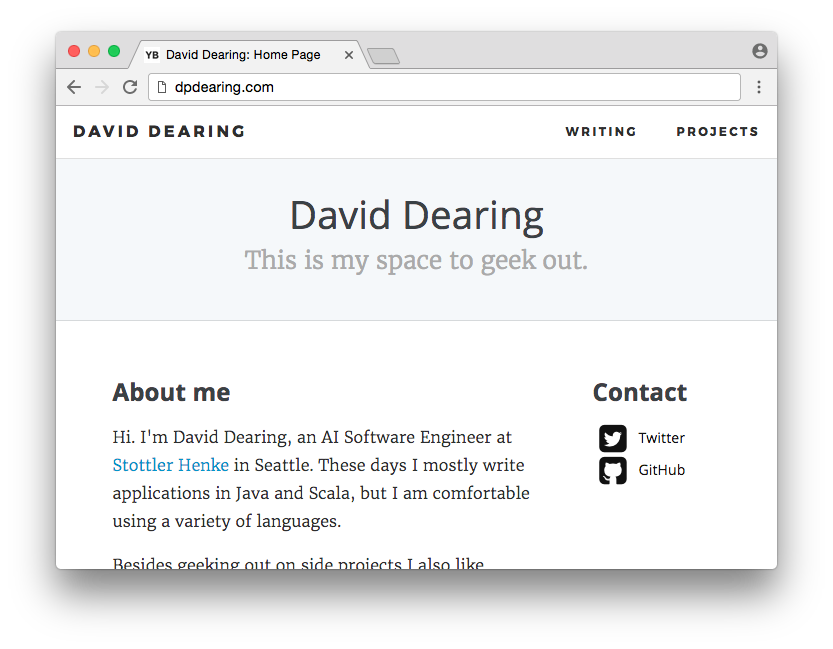 YB David Dearing: Home Page
dpdearing.com
DAVID DEARING WRITING PROJECTS
David Dearing
This is my space to geek out.
About me
Hi. I'm David Dearing, an AI Software Engineer at
Stottler Henke in Seattle. These days I mostly write
applications in Java and Scala, but I am comfortable
using a variety of languages.
Besides geeking out on side projects I also like
Contact
Twitter
GitHub